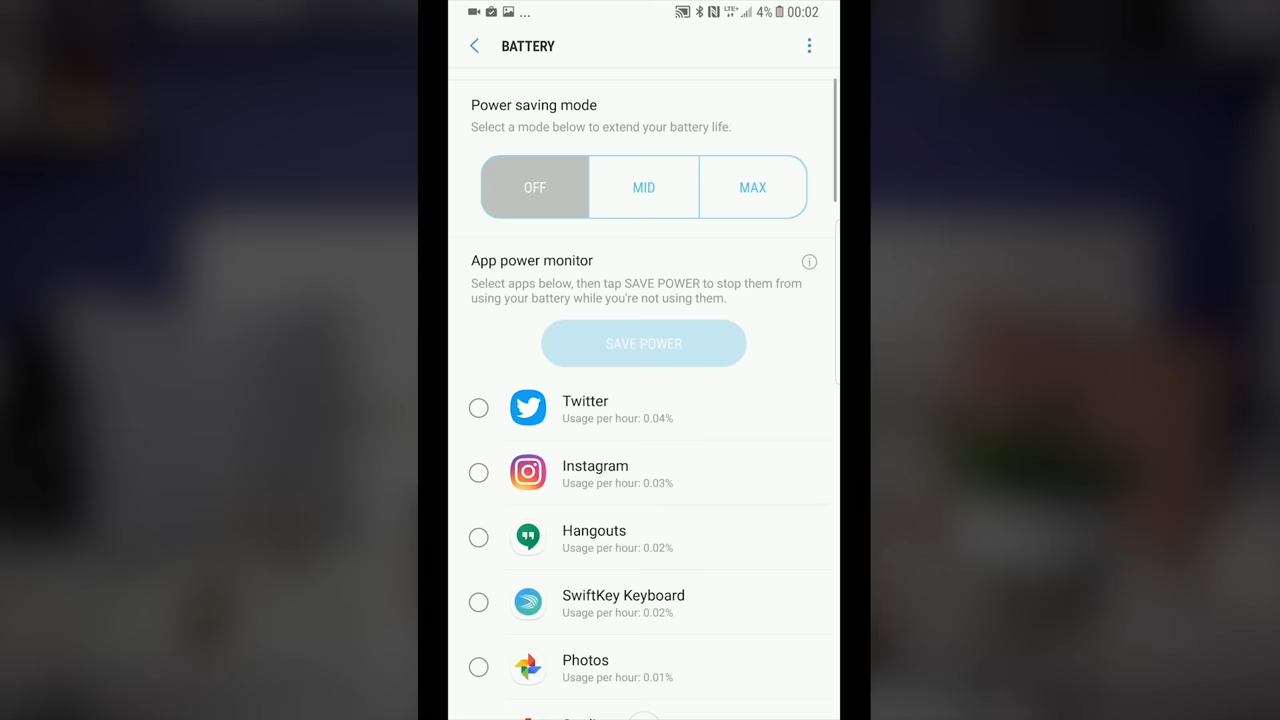 ... LTE+ 4% 00:02
BATTERY
Power saving mode
Select a mode below to extend your battery life.
OFF MID MAX
App power monitor
Select apps below, then tap SAVE POWER to stop them from
using your battery while you're not using them.
SAVE POWER
Twitter
Usage per hour: 0.04%
Instagram
Usage per hour: 0.03%
Hangouts
Usage per hour: 0.02%
SwiftKey Keyboard
Usage per hour: 0.02%
Photos
Usage per hour: 0.01%